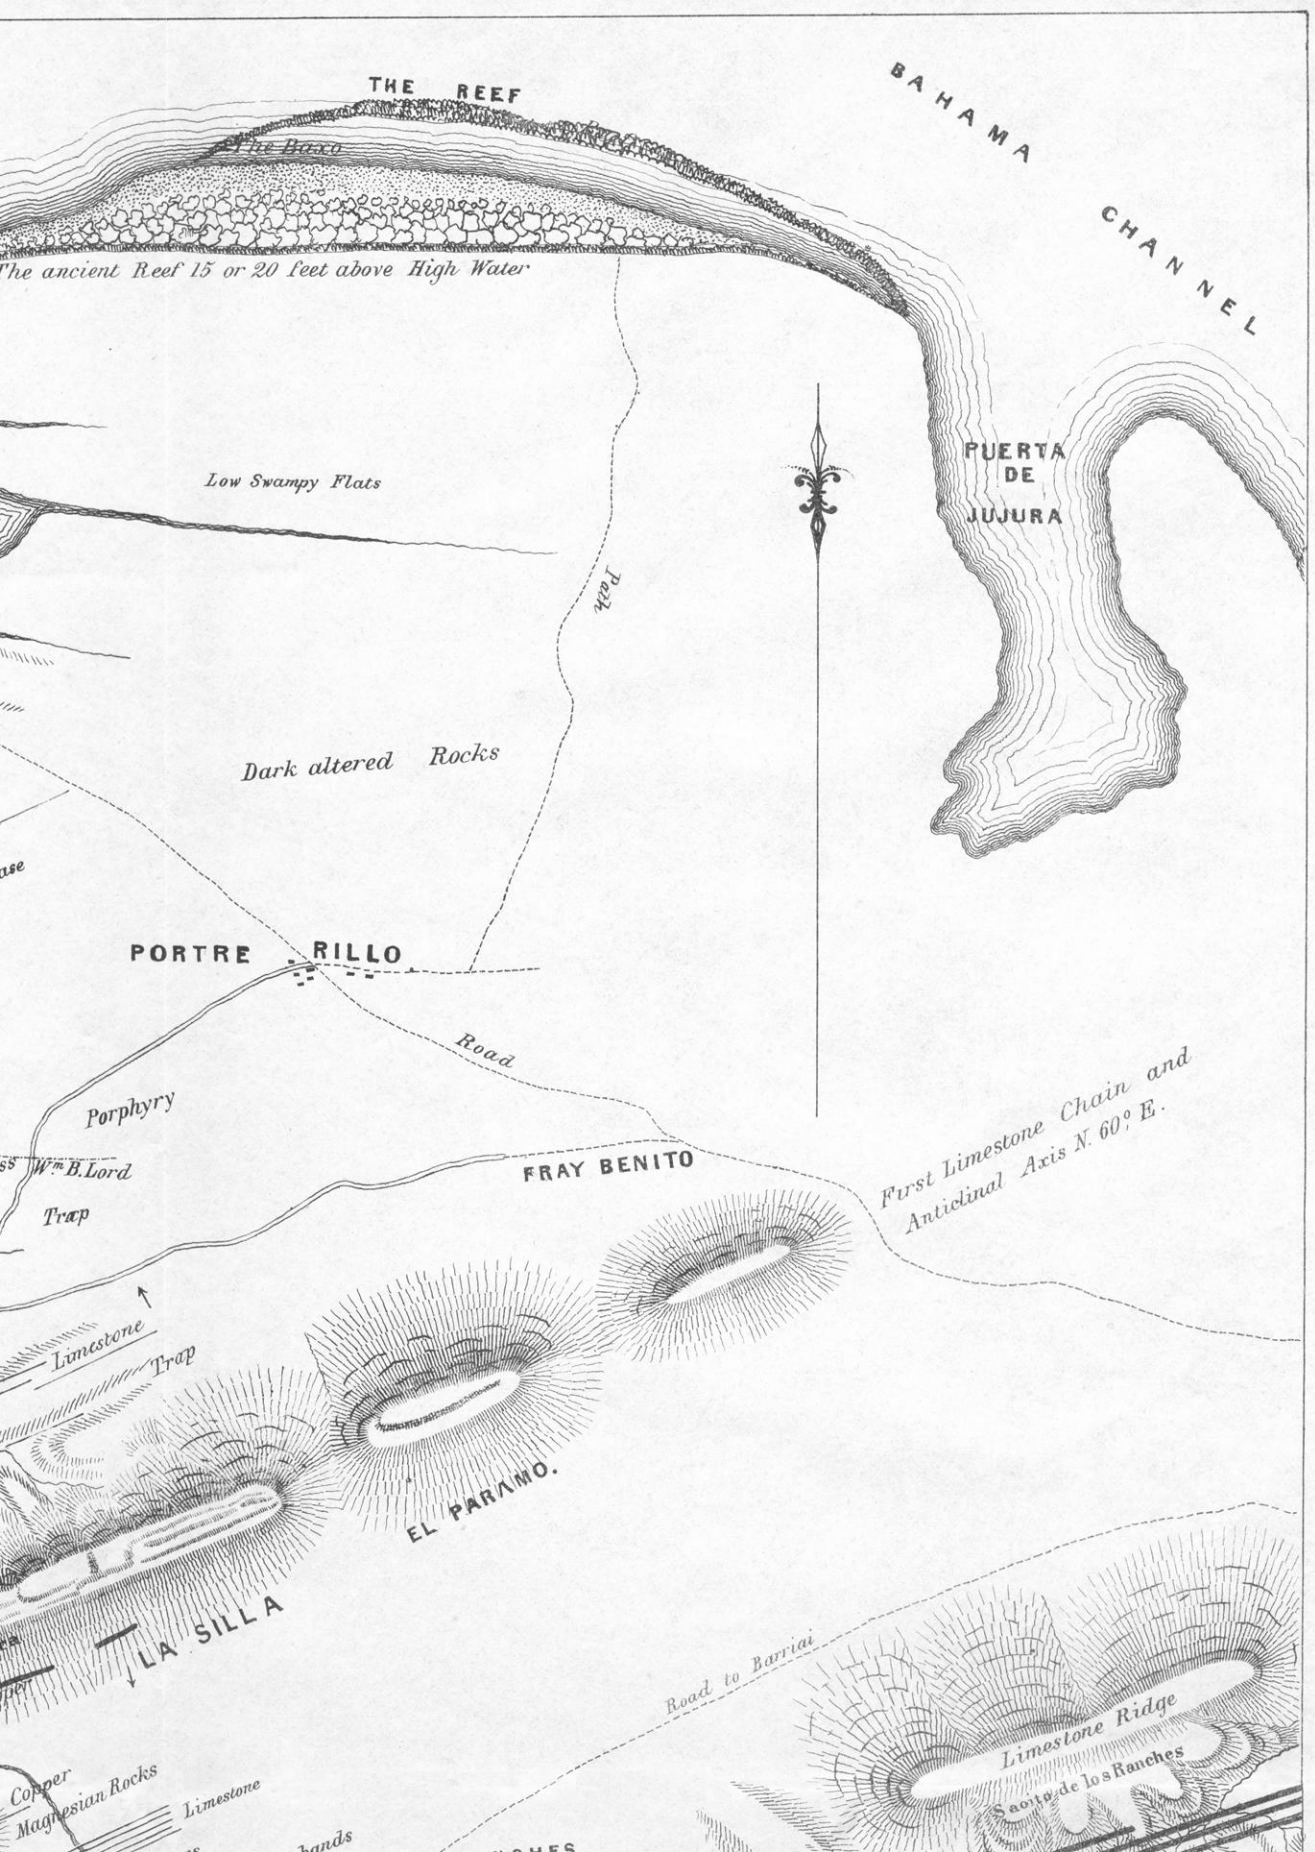 THE REEF
BAHAMA
CHANNEL
The Baxo
The ancient Reef 15 or 20 feet above High Water
PUERTA
DE
JUJURA
Low Swampy Flats
Path
Dark altered Rocks
ase
PORTRE RILLO
Road
Porphyry
ss Wm B. Lord
Trap
FRAY BENITO
First Limestone Chain and
Anticlinal Axis N. 60° E.
Limestone
Trap
EL PARAMO.
LA SILLA
Road to Barriai
Limestone Ridge
Saoito de los Ranches
Copper
Magnesian Rocks
Limestone
bands